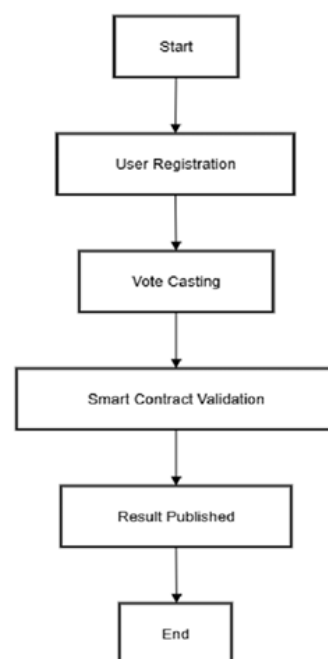 Start
User Registration
Vote Casting
Smart Contract Validation
Result Published
End